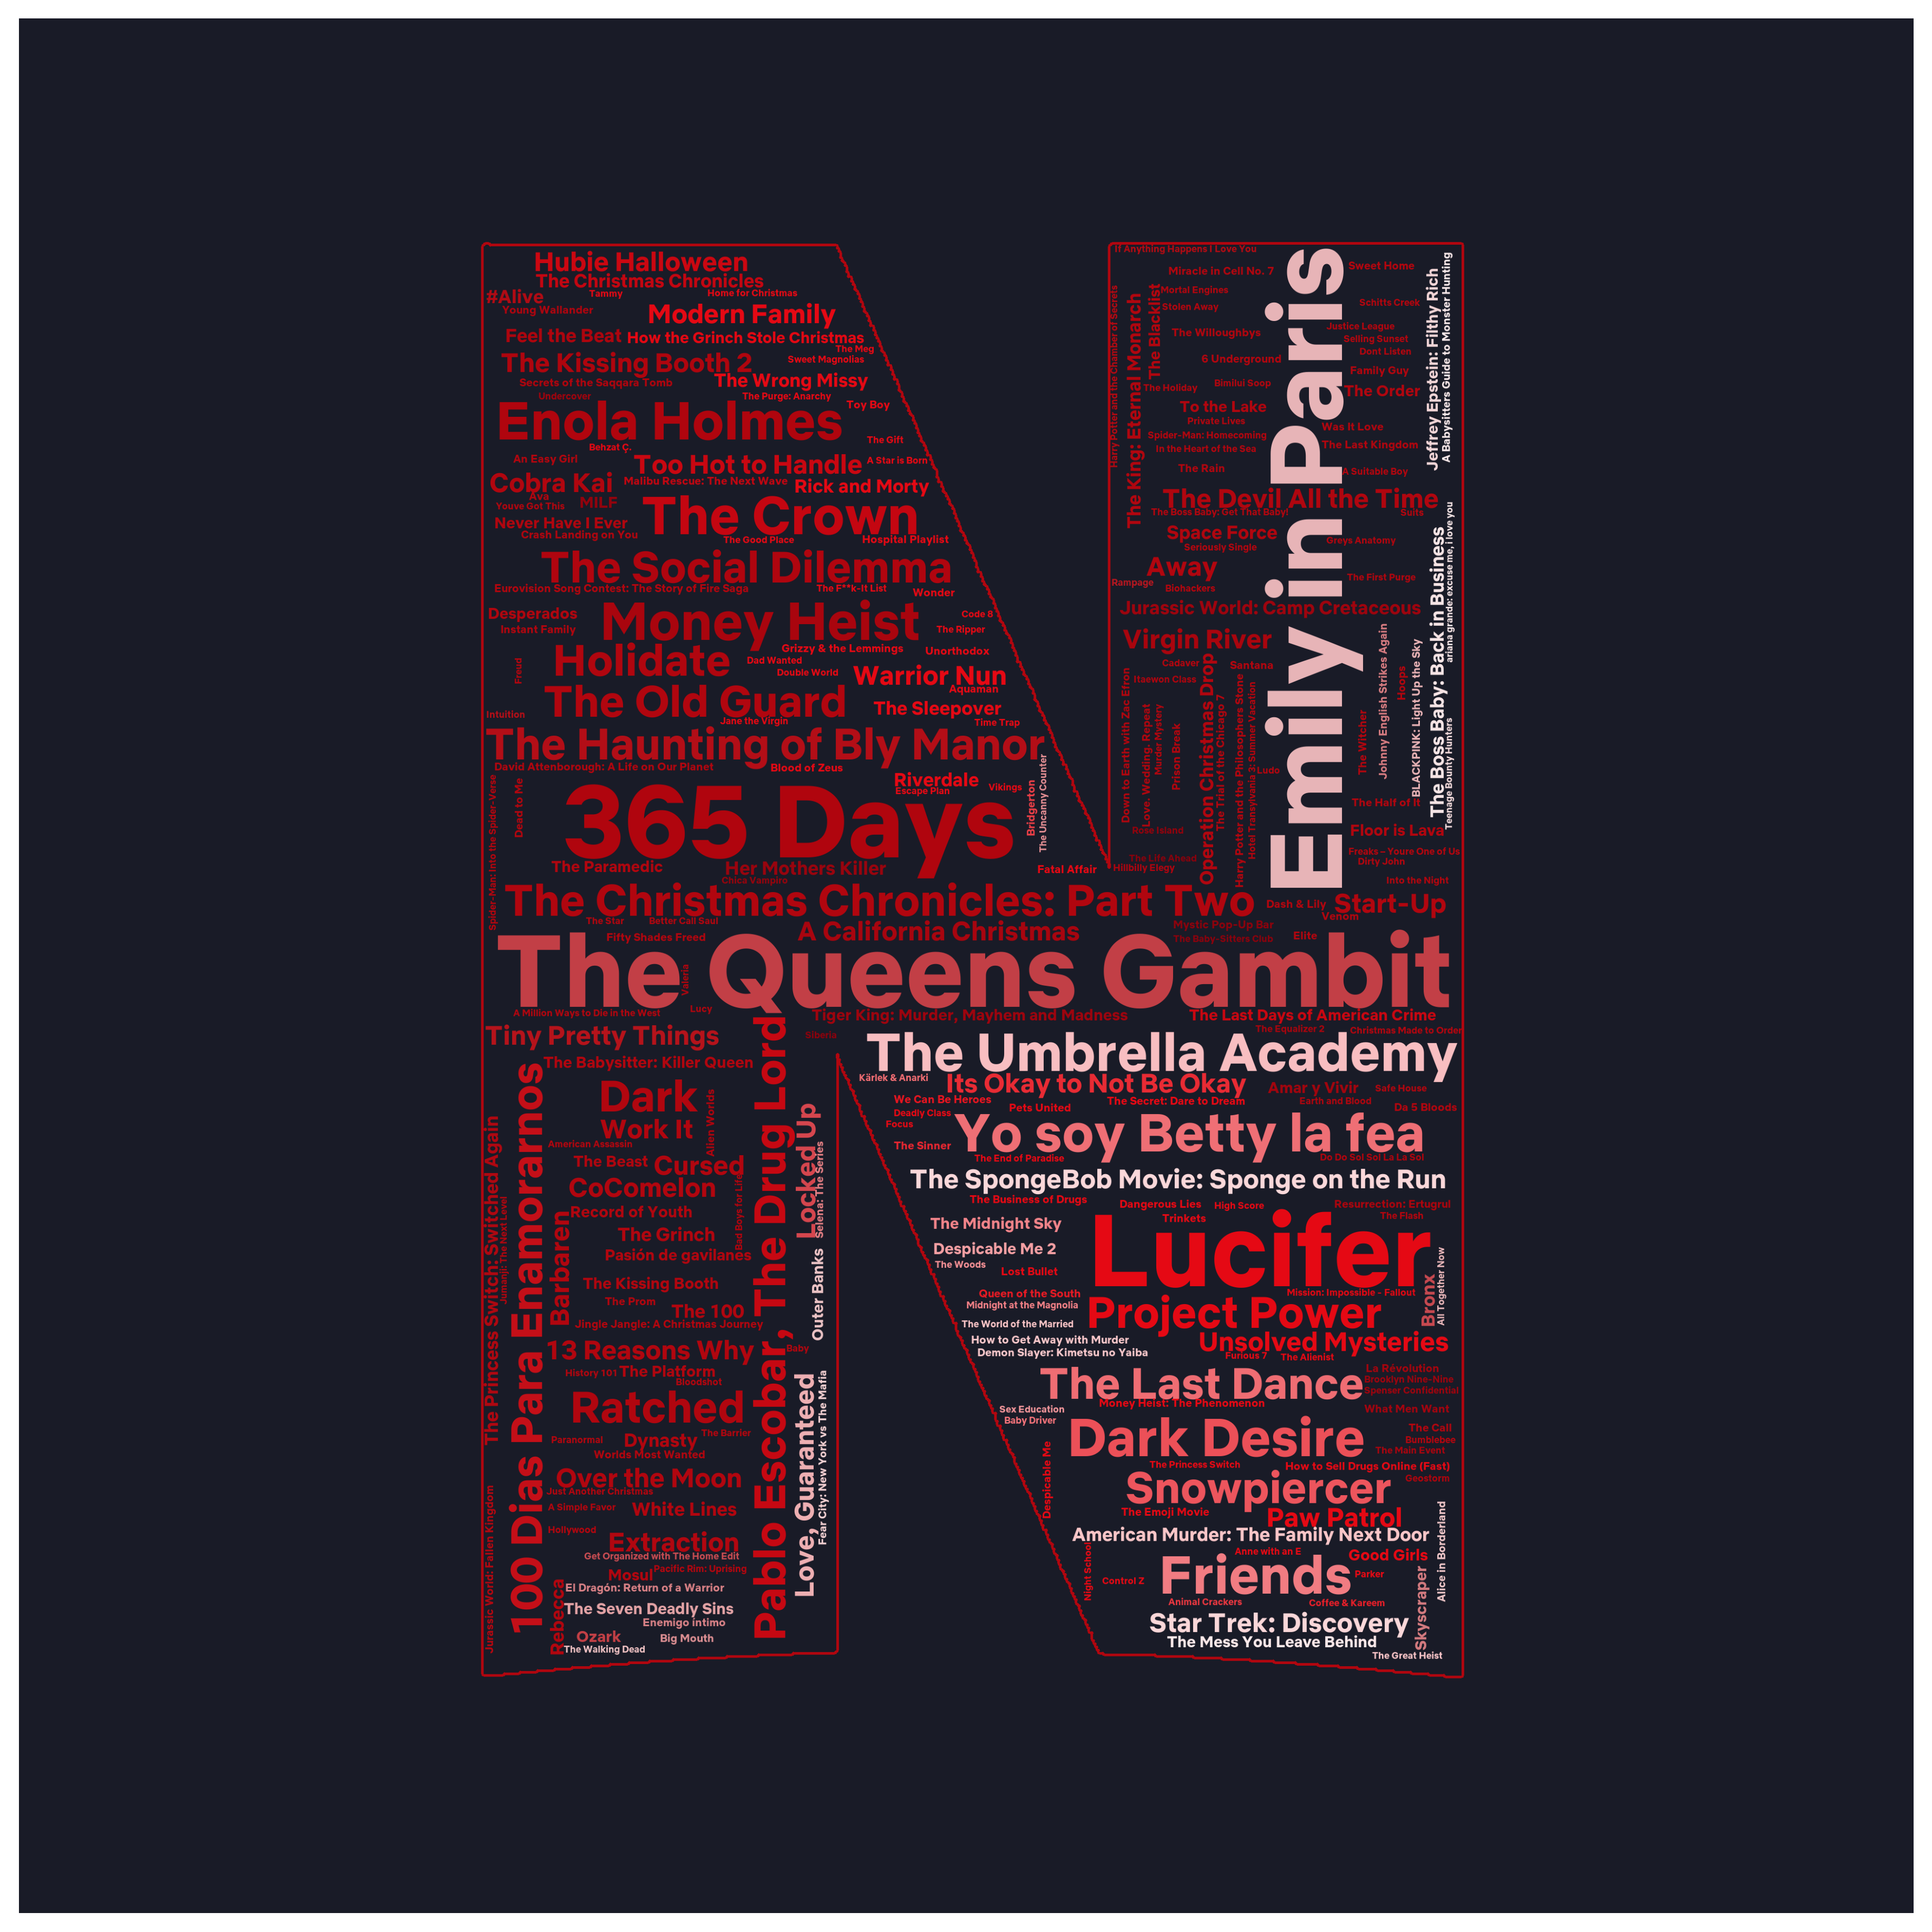 Hubie Halloween
The Christmas Chronicles
#Alive
Tammy
Home for Christmas
Young Wallander
Modern Family
Feel the Beat
How the Grinch Stole Christmas
The Meg
The Kissing Booth 2
Sweet Magnolias
Secrets of the Saqqara Tomb
The Wrong Missy
Undercover
The Purge: Anarchy
Toy Boy
Enola Holmes
The Gift
Behzat Ç.
An Easy Girl
Too Hot to Handle
A Star is Born
Cobra Kai
Malibu Rescue: The Next Wave
Rick and Morty
Ava
Youve Got This
MILF
The Crown
Never Have I Ever
Crash Landing on You
The Good Place
Hospital Playlist
The Social Dilemma
Eurovision Song Contest: The Story of Fire Saga
The F**k-It List
Wonder
Desperados
Money Heist
Code 8
Instant Family
The Ripper
Grizzy & the Lemmings
Unorthodox
Freud
Holidate
Dad Wanted
Double World
Warrior Nun
Aquaman
The Old Guard
The Sleepover
Intuition
Jane the Virgin
Time Trap
The Haunting of Bly Manor
David Attenborough: A Life on Our Planet
Blood of Zeus
Riverdale
Escape Plan
Vikings
Spider-Man: Into the Spider-Verse
Dead to Me
365 Days
Bridgerton
The Uncanny Counter
The Paramedic
Her Mothers Killer
Fatal Affair
Chica Vampiro
If Anything Happens I Love You
Miracle in Cell No. 7
Sweet Home
Harry Potter and the Chamber of Secrets
The King: Eternal Monarch
The Blacklist
Mortal Engines
Stolen Away
Schitts Creek
The Willoughbys
Justice League
Selling Sunset
6 Underground
Dont Listen
Family Guy
The Holiday
Bimilui Soep
The Order
To the Lake
Private Lives
Was It Love
Spider-Man: Homecoming
The Last Kingdom
In the Heart of the Sea
The Rain
A Suitable Boy
Emily in Paris
Jeffrey Epstein: Filthy Rich
A Babysitters Guide to Monster Hunting
The Devil All the Time
The Boss Baby: Get That Baby!
Suits
Space Force
Greys Anatomy
Seriously Single
Away
The First Purge
Rampage
Biohackers
Jurassic World: Camp Cretaceous
Virgin River
Cadaver
Santana
Itaewon Class
Down to Earth with Zac Efron
Love. Wedding. Repeat
Murder Mystery
Prison Break
Operation Christmas Drop
The Trial of the Chicago 7
Harry Potter and the Philosophers Stone
Hotel Transylvania 3: Summer Vacation
Ludo
The Witcher
Johnny English Strikes Again
Hoops
BLACKPINK: Light Up the Sky
The Boss Baby: Back in Business
ariana grande: excuse me, i love you
Teenage Bounty Hunters
The Half of It
Rose Island
Floor is Lava
The Life Ahead
Hillbilly Elegy
Freaks – Youre One of Us
Dirty John
Into the Night
The Christmas Chronicles: Part Two
Dash & Lily
Start-Up
Venom
The Star
Better Call Saul
Mystic Pop-Up Bar
Fifty Shades Freed
A California Christmas
The Baby-Sitters Club
Elite
The Queens Gambit
Valeria
A Million Ways to Die in the West
Lucy
Tiger King: Murder, Mayhem and Madness
The Last Days of American Crime
Tiny Pretty Things
Siberia
The Equalizer 2
Christmas Made to Order
The Umbrella Academy
The Babysitter: Killer Queen
Kärlek & Anarki
Its Okay to Not Be Okay
Amar y Vivir
Safe House
Dark
Alien Worlds
We Can Be Heroes
Pets United
The Secret: Dare to Dream
Earth and Blood
Da 5 Bloods
Work It
Deadly Class
Focus
Yo soy Betty la fea
American Assassin
The Sinner
The End of Paradise
Do Do Sol Sol La La Sol
The Princess Switch: Switched Again
Jumanji: The Next Level
100 Dias Para Enamorarnos
Pablo Escobar, The Drug Lord
Locked Up
Selena: The Series
The Beast
Cursed
CoComelon
Bad Boys for Life
Record of Youth
Barbaren
The Grinch
Pasión de gavilanes
Outer Banks
The Kissing Booth
The Prom
The 100
Jingle Jangle: A Christmas Journey
13 Reasons Why
Baby
History 101
The Platform
Bloodshot
Ratched
Love, Guaranteed
Fear City: New York vs The Mafia
Paranormal
Dynasty
The Barrier
Worlds Most Wanted
Over the Moon
Just Another Christmas
A Simple Favor
White Lines
Jurassic World: Fallen Kingdom
Hollywood
Extraction
Get Organized with The Home Edit
Mosul
Pacific Rim: Uprising
El Dragón: Return of a Warrior
Rebecca
The Seven Deadly Sins
Enemigo íntimo
Ozark
Big Mouth
The Walking Dead
The SpongeBob Movie: Sponge on the Run
The Business of Drugs
Dangerous Lies
High Score
Resurrection: Ertugrul
Trinkets
The Flash
The Midnight Sky
Lucifer
Despicable Me 2
The Woods
Lost Bullet
Bronx
All Together Now
Queen of the South
Mission: Impossible - Fallout
Midnight at the Magnolia
Project Power
The World of the Married
How to Get Away with Murder
Unsolved Mysteries
Demon Slayer: Kimetsu no Yaiba
Furious 7
The Alienist
The Last Dance
La Révolution
Brooklyn Nine-Nine
Spenser Confidential
Money Heist: The Phenomenon
Sex Education
Baby Driver
What Men Want
Dark Desire
The Call
Bumblebee
The Main Event
Despicable Me
The Princess Switch
How to Sell Drugs Online (Fast)
Snowpiercer
Geostorm
The Emoji Movie
Paw Patrol
American Murder: The Family Next Door
Alice in Borderland
Night School
Anne with an E
Good Girls
Control Z
Friends
Parker
Skyscraper
Animal Crackers
Coffee & Kareem
Star Trek: Discovery
The Mess You Leave Behind
The Great Heist